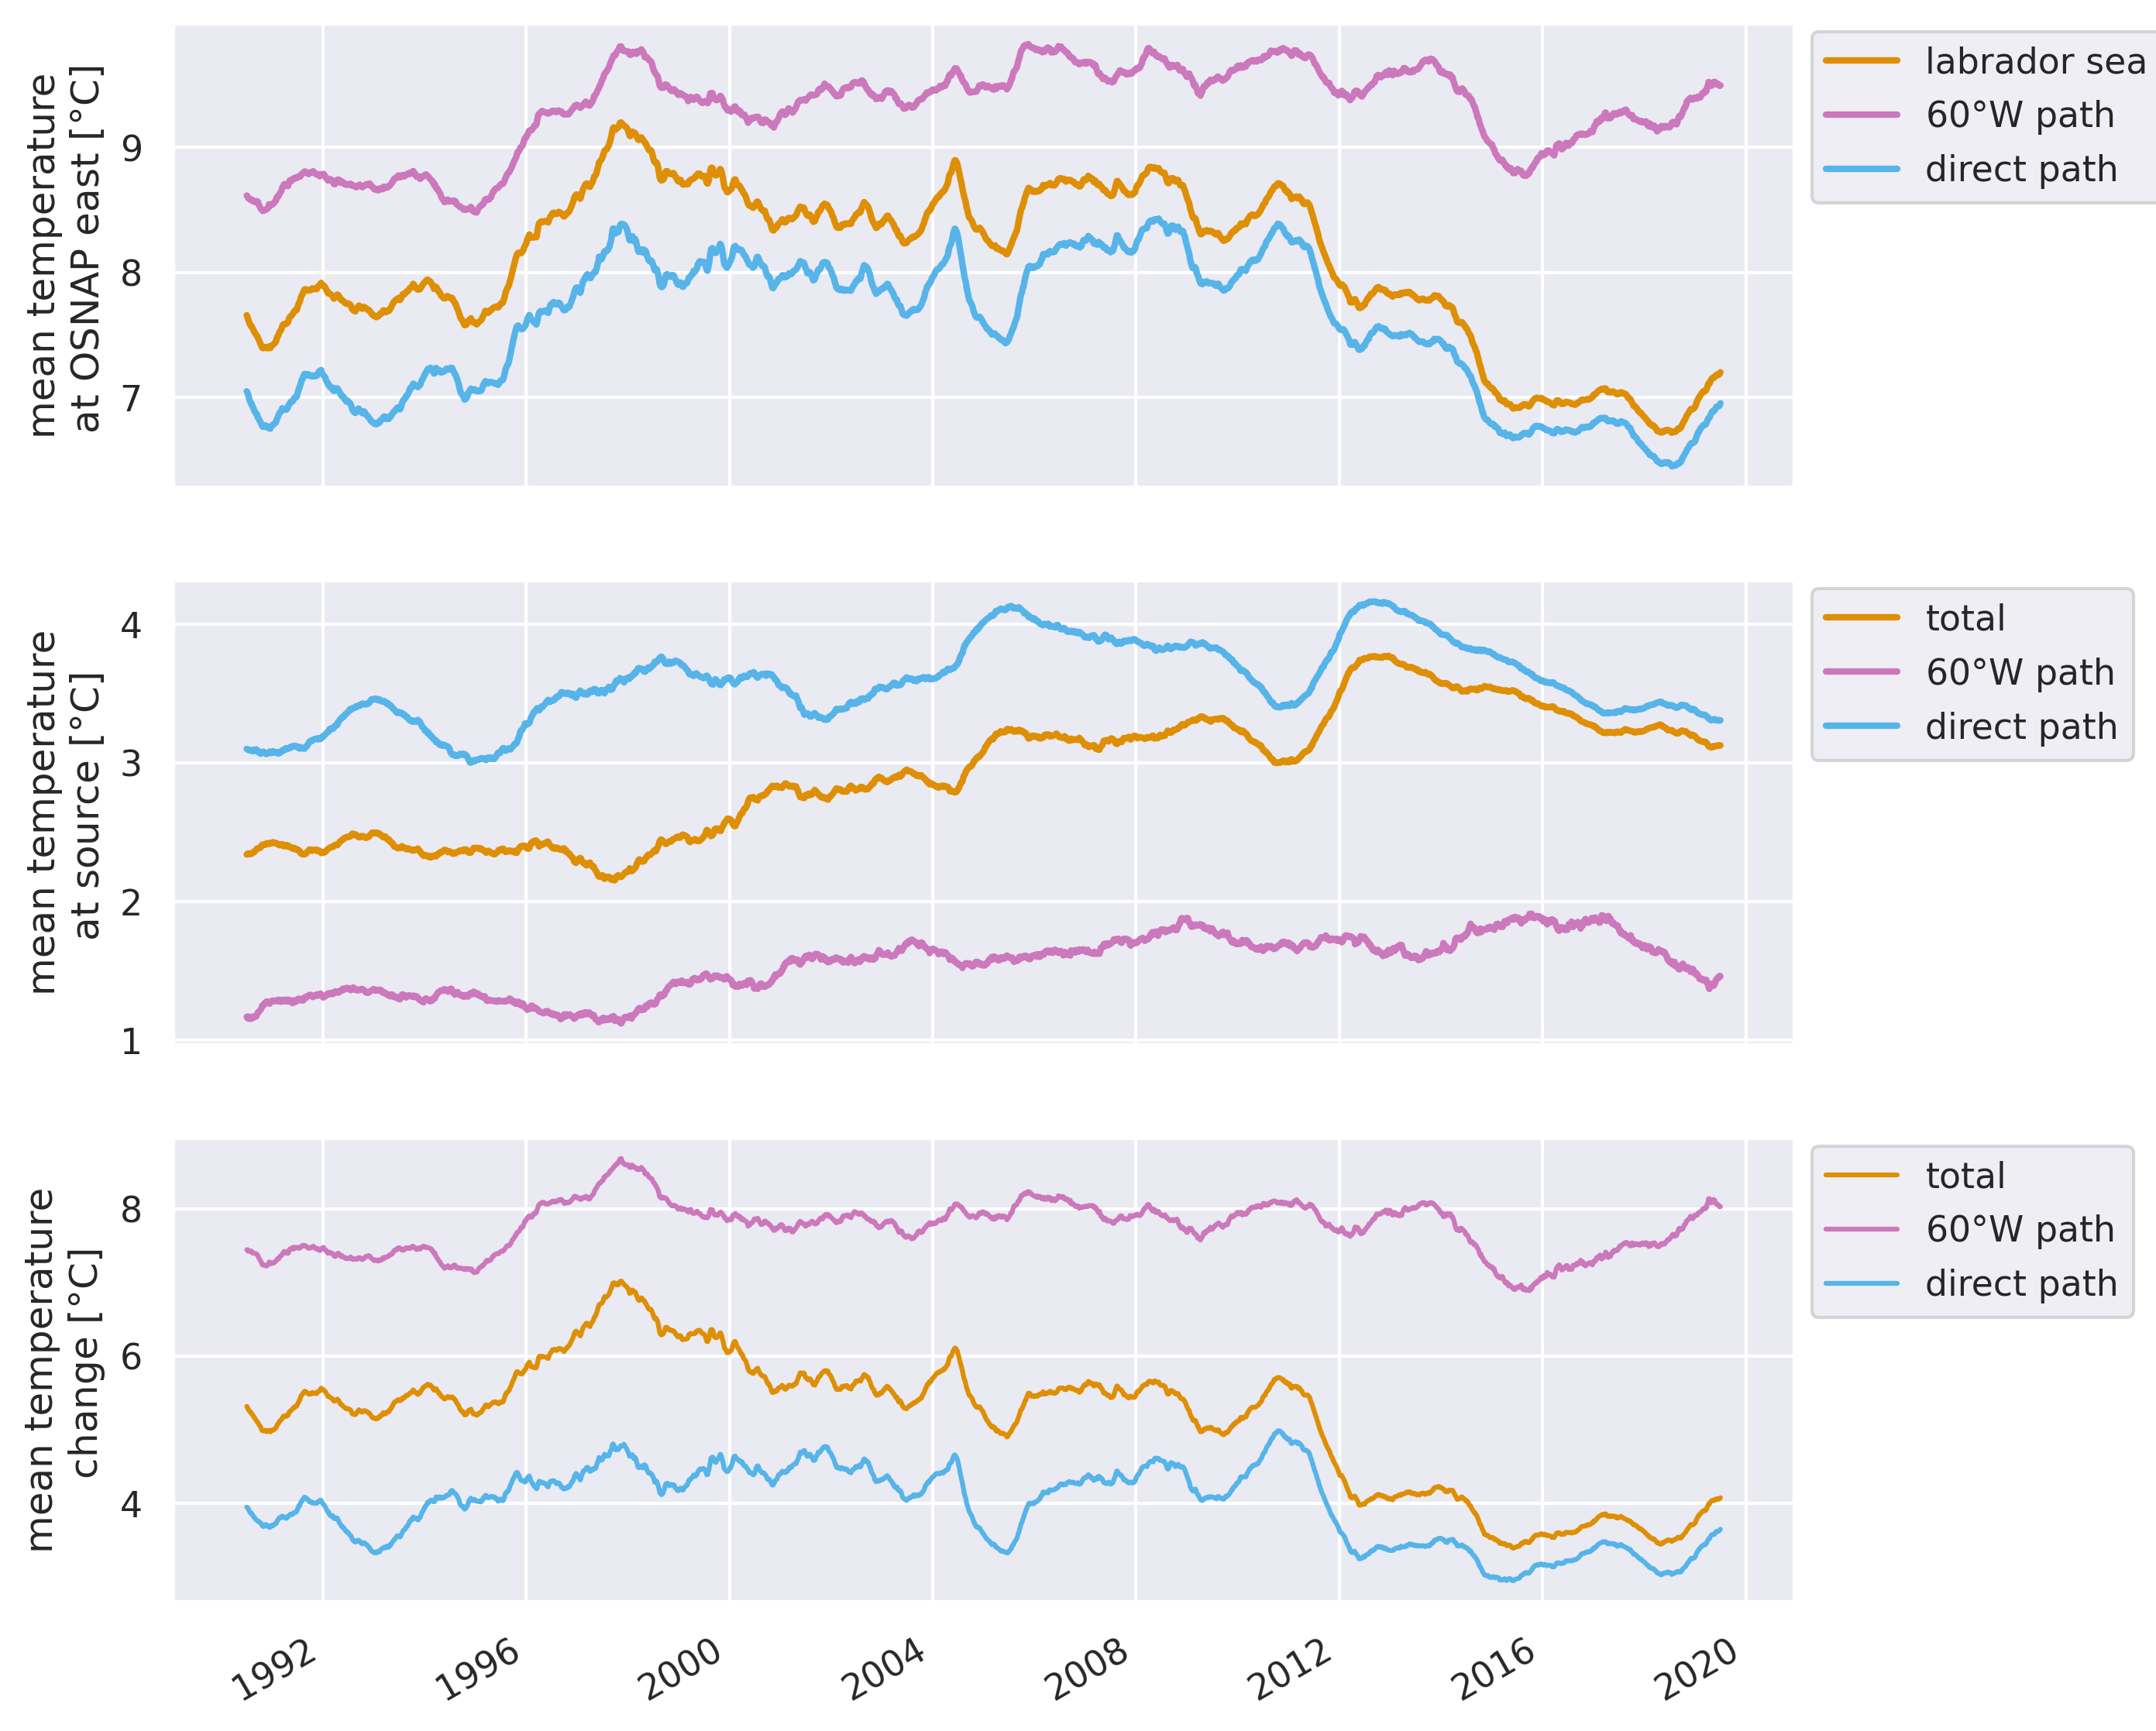 mean temperature
at OSNAP east [°C]
9
8
7
labrador sea
60°W path
direct path
mean temperature
at source [°C]
4
3
2
1
total
60°W path
direct path
mean temperature
change [°C]
8
6
4
total
60°W path
direct path
1992
1996
2000
2004
2008
2012
2016
2020